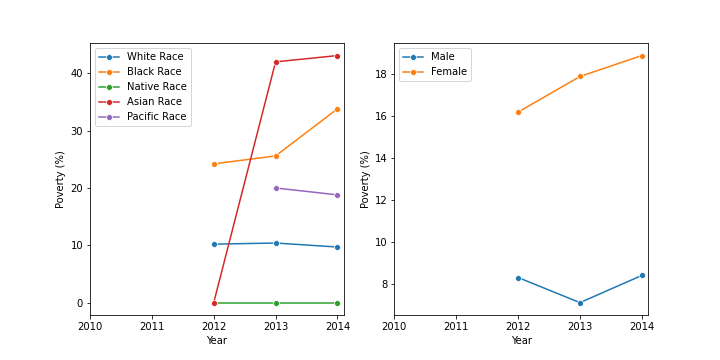 White Race
Black Race
Native Race
Asian Race
Pacific Race
Poverty (%)
40
30
20
10
0
2010 2011 2012 2013 2014
Year
Male
Female
Poverty (%)
18
16
14
12
10
8
2010 2011 2012 2013 2014
Year